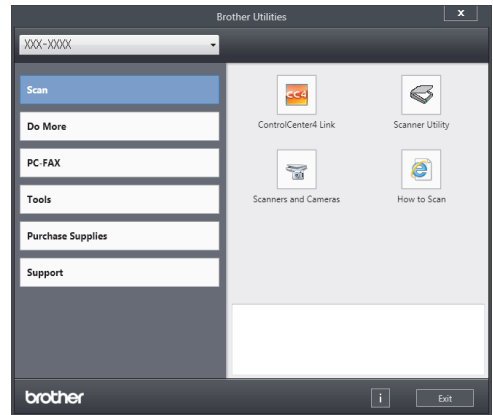 Brother Utilities
x
XXX-XXXX
Scan
Do More
PC-FAX
Tools
Purchase Supplies
Support
CC4
ControlCenter4 Link
Scanner Utility
Scanners and Cameras
How to Scan
brother
i
Exit